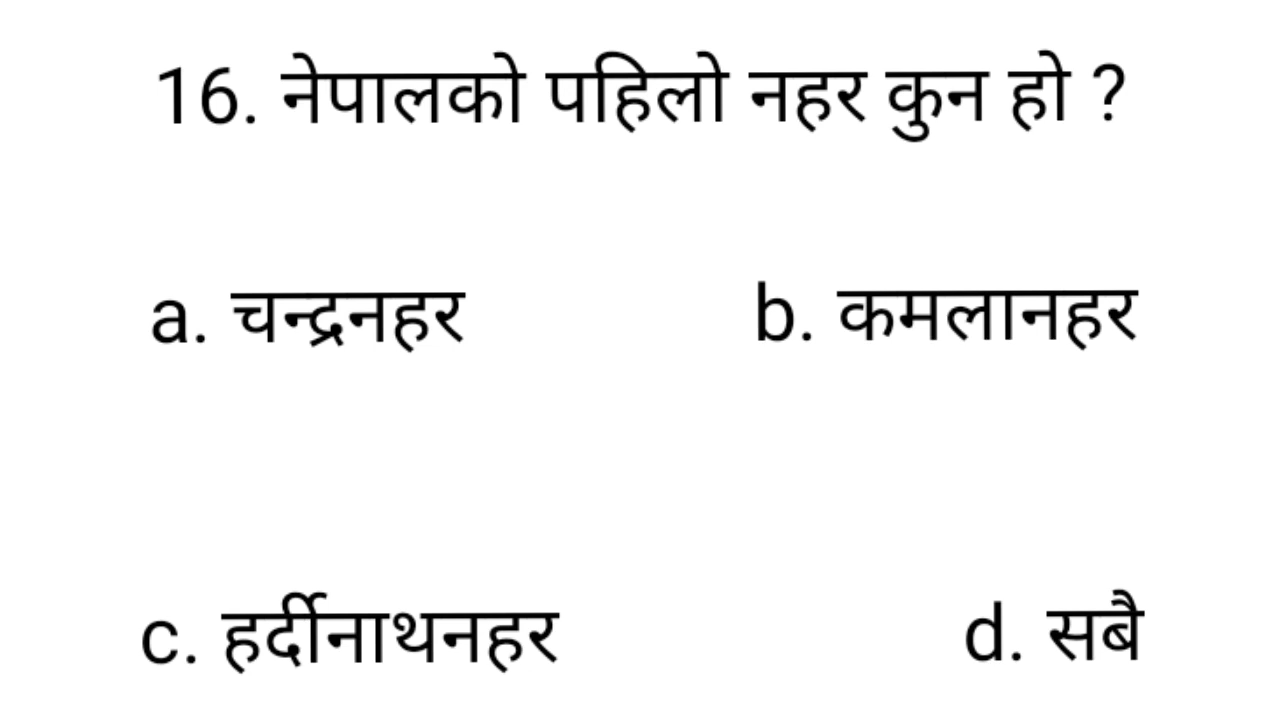 16. नेपालको पहिलो नहर कुन हो ?
a. चन्द्रनहर b. कमलानहर
c. हर्दीनाथनहर d. सबै